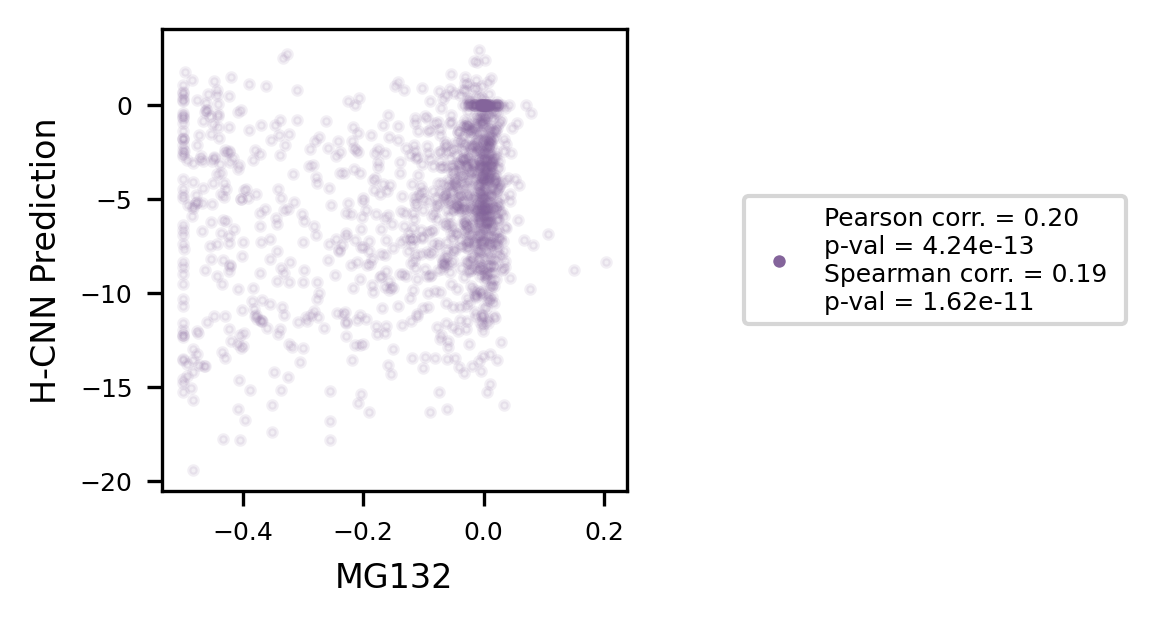 H-CNN Prediction
0
−5
−10
−15
−20
−0.4
−0.2
0.0
0.2
MG132
Pearson corr. = 0.20
p-val = 4.24e-13
Spearman corr. = 0.19
p-val = 1.62e-11